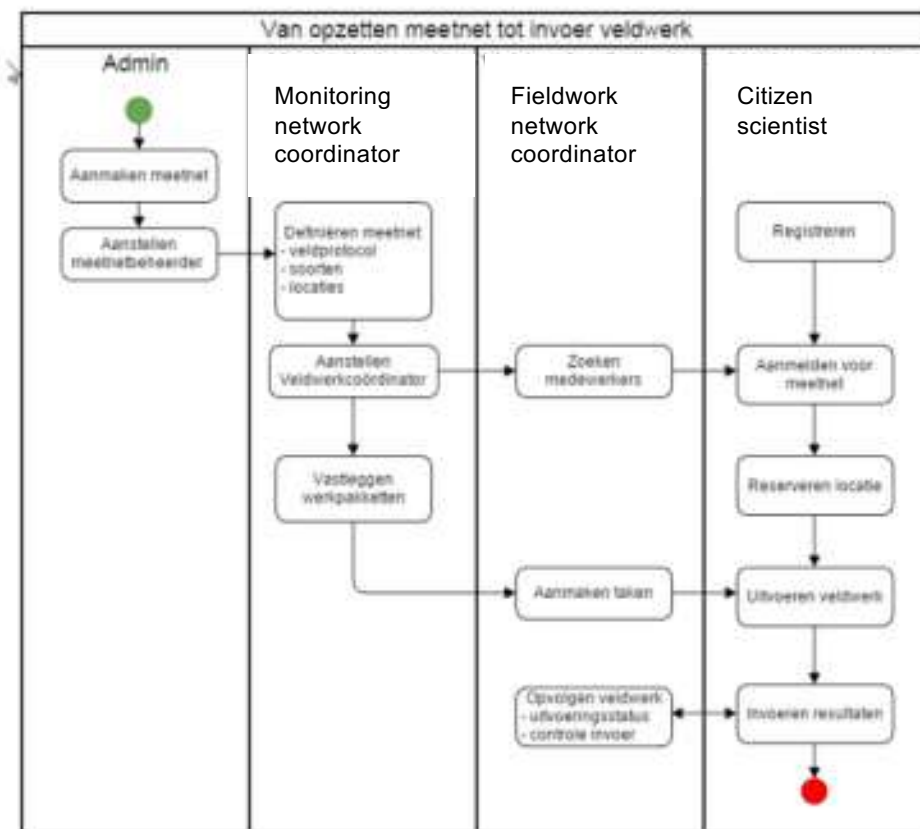 Van opzetten meetnet tot invoer veldwerk
Admin
Monitoring
network
coordinator
Fieldwork
network
coordinator
Citizen
scientist
Aanmaken meetnet
Aanstellen
meetnetbeheerder
Definiëren meetnet
- veldprotocol
- soorten
- locaties
Registreren
Aanstellen
Veldwerkcoördinator
Zoeken
medewerkers
Aanmelden voor
meetnet
Vastleggen
werkpakketten
Reserveren locatie
Aanmaken taken
Uitvoeren veldwerk
Opvolgen veldwerk
- uitvoeringsstatus
- controle invoer
Invoeren resultaten